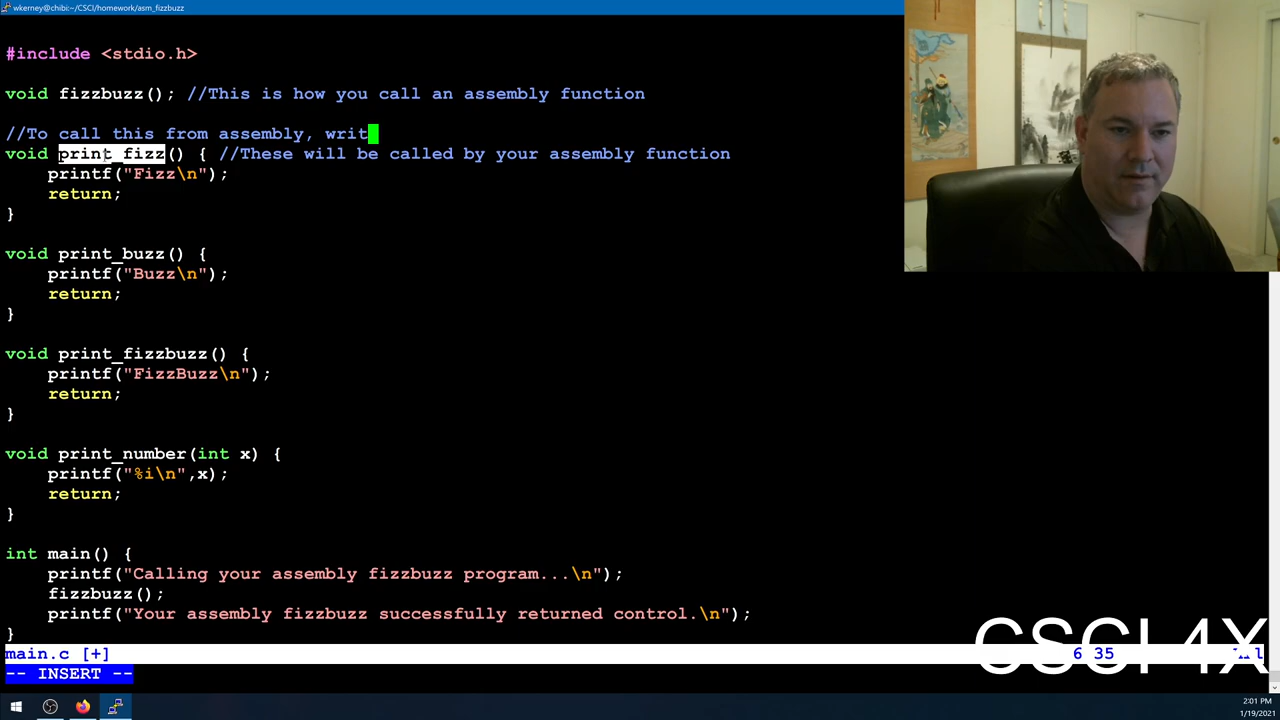 wkerney@chibi:~/CSCI/homework/asm_fizzbuzz
#include <stdio.h>
void fizzbuzz(); //This is how you call an assembly function
//To call this from assembly, writ
void print_fizz() { //These will be called by your assembly function
    printf("Fizz\n");
    return;
}
void print_buzz() {
    printf("Buzz\n");
    return;
}
void print_fizzbuzz() {
    printf("FizzBuzz\n");
    return;
}
void print_number(int x) {
    printf("%i\n",x);
    return;
}
int main() {
    printf("Calling your assembly fizzbuzz program...\n");
    fizzbuzz();
    printf("Your assembly fizzbuzz successfully returned control.\n");
}
main.c [+]
CSCI 4X
-- INSERT --
2:01 PM
1/19/2021